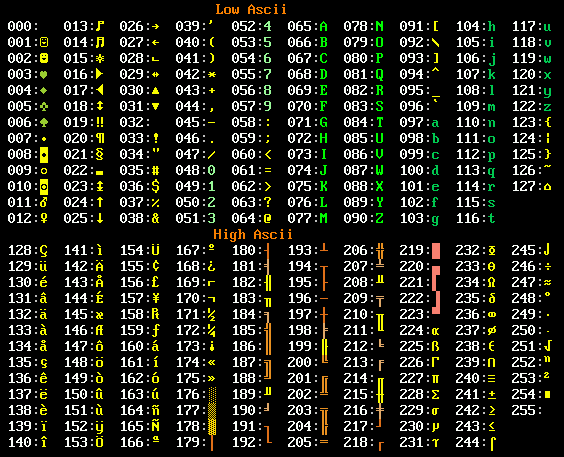 Low Ascii
000: 013:♪ 026:→ 039:' 052:4 065:A 078:N 091:[ 104:h 117:u
001:☺ 014:♫ 027:← 040:( 053:5 066:B 079:O 092:\ 105:i 118:v
002:☻ 015:☼ 028:∟ 041:) 054:6 067:C 080:P 093:] 106:j 119:w
003:♥ 016:► 029:↔ 042:* 055:7 068:D 081:Q 094:^ 107:k 120:x
004:♦ 017:◄ 030:▲ 043:+ 056:8 069:E 082:R 095:_ 108:l 121:y
005:♣ 018:↕ 031:▼ 044:, 057:9 070:F 083:S 096:` 109:m 122:z
006:♠ 019:‼ 032: 045:- 058:: 071:G 084:T 097:a 110:n 123:{
007:• 020:¶ 033:! 046:. 059:; 072:H 085:U 098:b 111:o 124:¦
008:◘ 021:§ 034:" 047:/ 060:< 073:I 086:V 099:c 112:p 125:}
009:○ 022:▬ 035:# 048:0 061:= 074:J 087:W 100:d 113:q 126:~
010:◙ 023:↨ 036:$ 049:1 062:> 075:K 088:X 101:e 114:r 127:⌂
011:♂ 024:↑ 037:% 050:2 063:? 076:L 089:Y 102:f 115:s
012:♀ 025:↓ 038:& 051:3 064:@ 077:M 090:Z 103:g 116:t
High Ascii
128:Ç 141:ì 154:Ü 167:º 180:┤ 193:┴ 206:╬ 219:█ 232:Φ 245:⌡
129:ü 142:Ä 155:¢ 168:¿ 181:╡ 194:┬ 207:╧ 220:▄ 233:Θ 246:÷
130:é 143:Å 156:£ 169:⌐ 182:╢ 195:├ 208:╨ 221:▌ 234:Ω 247:≈
131:â 144:É 157:¥ 170:¬ 183:╖ 196:─ 209:╤ 222:▐ 235:δ 248:°
132:ä 145:æ 158:₧ 171:½ 184:╕ 197:┼ 210:╥ 223:▀ 236:∞ 249:∙
133:à 146:Æ 159:ƒ 172:¼ 185:╣ 198:╞ 211:╙ 224:α 237:φ 250:·
134:å 147:ô 160:á 173:¡ 186:║ 199:╟ 212:╘ 225:ß 238:ε 251:√
135:ç 148:ö 161:í 174:« 187:╗ 200:╚ 213:╒ 226:Γ 239:∩ 252:ⁿ
136:ê 149:ò 162:ó 175:» 188:╝ 201:╔ 214:╓ 227:π 240:≡ 253:²
137:ë 150:û 163:ú 176:░ 189:╜ 202:╩ 215:╫ 228:Σ 241:± 254:■
138:è 151:ù 164:ñ 177:▒ 190:╛ 203:╦ 216:╪ 229:σ 242:≥ 255:
139:ï 152:ÿ 165:Ñ 178:▓ 191:┐ 204:╠ 217:┘ 230:µ 243:≤
140:î 153:Ö 166:ª 179:│ 192:└ 205:═ 218:┌ 231:τ 244:⌠